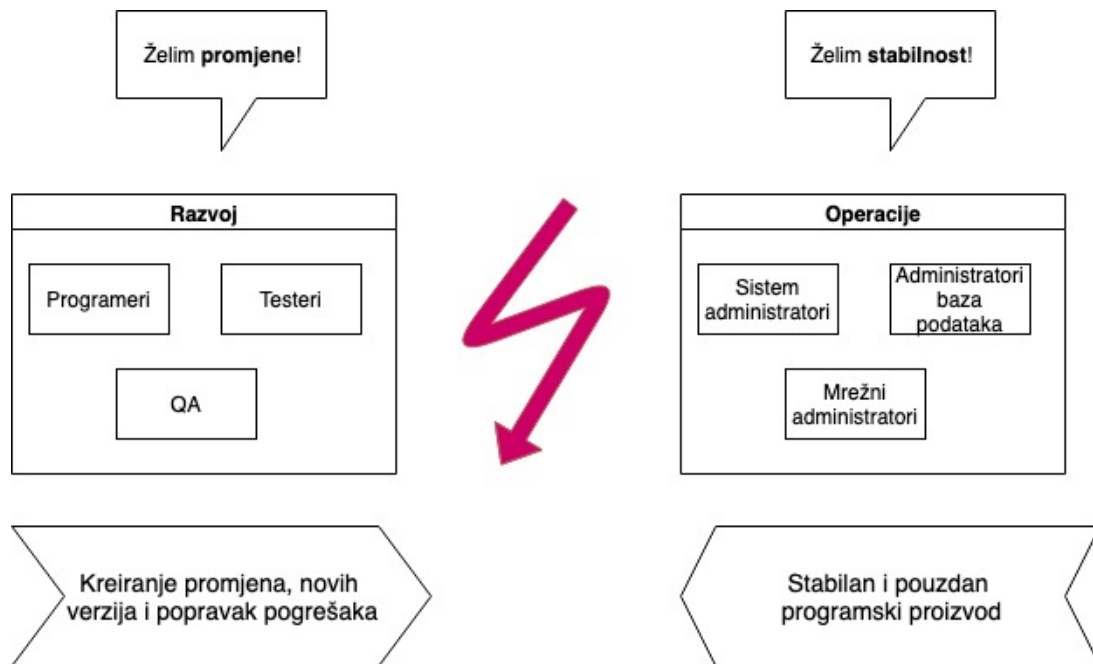 Želim promjene!
Želim stabilnost!
Razvoj
Programeri
Testeri
QA
Operacije
Sistem
administratori
Administratori
baza
podataka
Mrežni
administratori
Kreiranje promjena, novih
verzija i popravak pogrešaka
Stabilan i pouzdan
programski proizvod